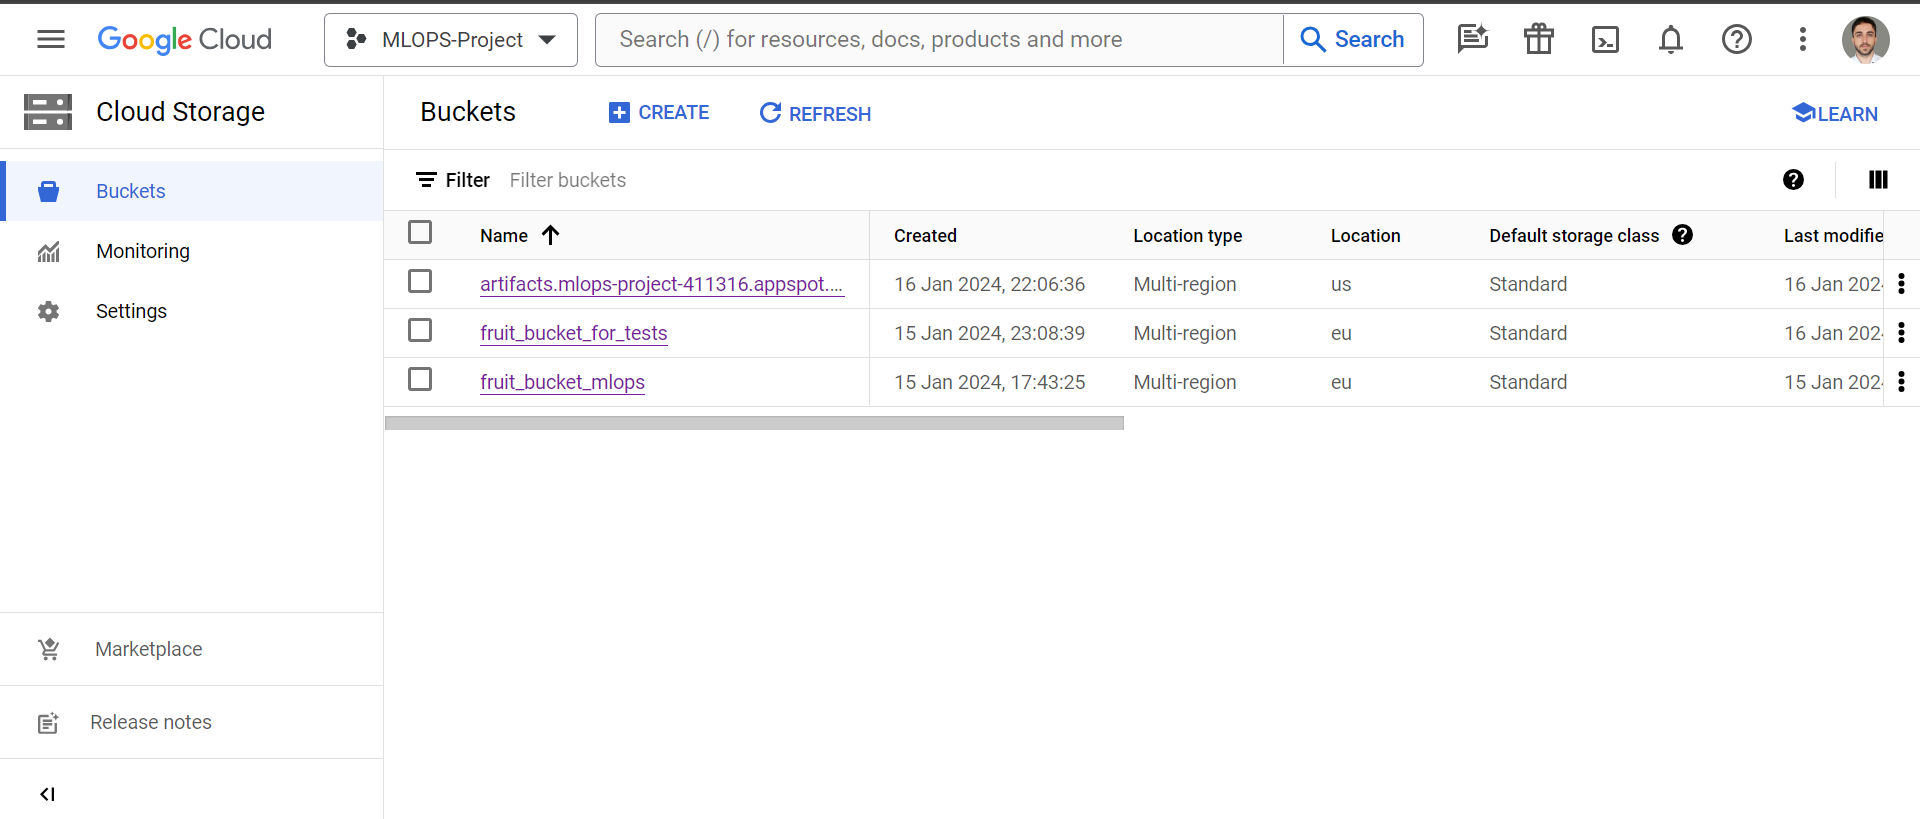 Google Cloud
MLOPS-Project
Search (/) for resources, docs, products and more
Search
Cloud Storage
Buckets
CREATE
REFRESH
LEARN
Buckets
Monitoring
Settings
Marketplace
Release notes
Filter Filter buckets
Name Created Location type Location Default storage class Last modifie
artifacts.mlops-project-411316.appspot.... 16 Jan 2024, 22:06:36 Multi-region us Standard 16 Jan 202
fruit_bucket_for_tests 15 Jan 2024, 23:08:39 Multi-region eu Standard 16 Jan 202
fruit_bucket_mlops 15 Jan 2024, 17:43:25 Multi-region eu Standard 15 Jan 202